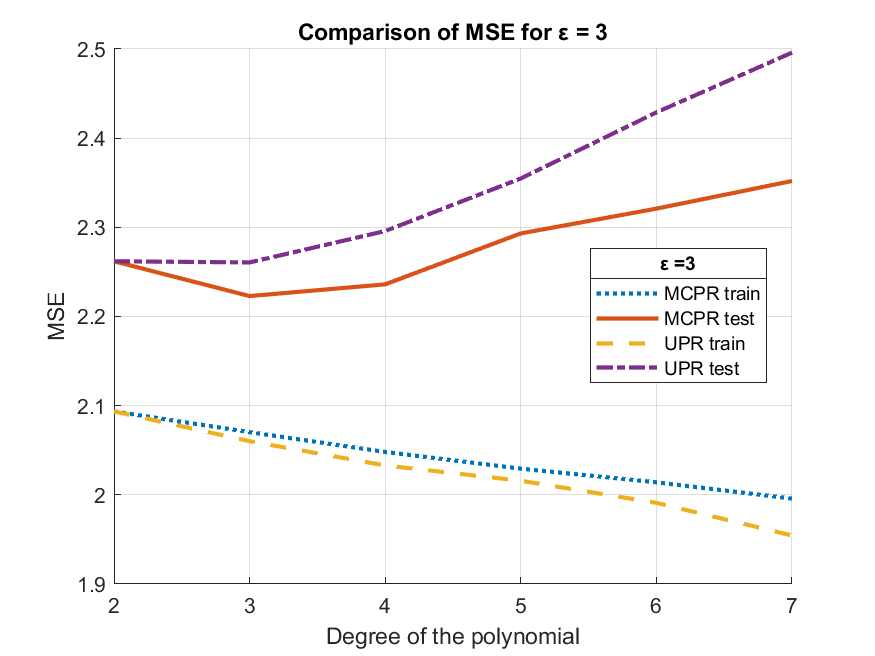 Comparison of MSE for ε = 3
2.5
2.4
2.3
2.2
2.1
2
1.9
MSE
ε =3
MCPR train
MCPR test
UPR train
UPR test
2 3 4 5 6 7
Degree of the polynomial